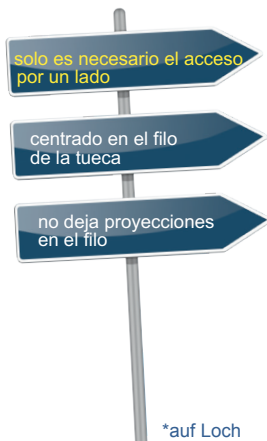 solo es necesario el acceso
por un lado
centrado en el filo
de la tueca
no deja proyecciones
en el filo
*auf Loch